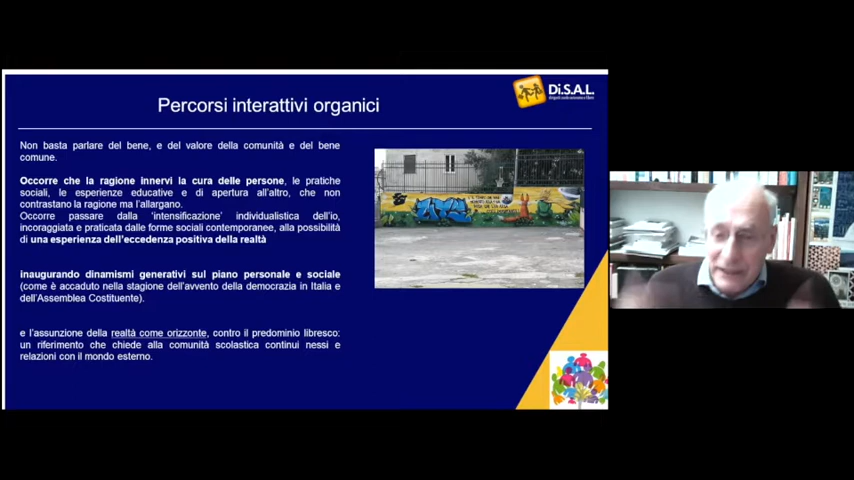 Percorsi interattivi organici
Di.S.A.L.
Non basta parlare del bene, e del valore della comunità e del bene
comune.
Occorre che la ragione innervi la cura delle persone, le pratiche
sociali, le esperienze educative e di apertura all'altro, che non
contrastano la ragione ma l'allargano.
Occorre passare dalla 'intensificazione' individualistica dell'io,
incoraggiata e praticata dalle forme sociali contemporanee, alla possibilità
di una esperienza dell'eccedenza positiva della realtà
inaugurando dinamismi generativi sul piano personale e sociale
(come è accaduto nella stagione dell'avvento della democrazia in Italia e
dell'Assemblea Costituente).
e l'assunzione della realtà come orizzonte, contro il predominio libresco:
un riferimento che chiede alla comunità scolastica continui nessi e
relazioni con il mondo esterno.